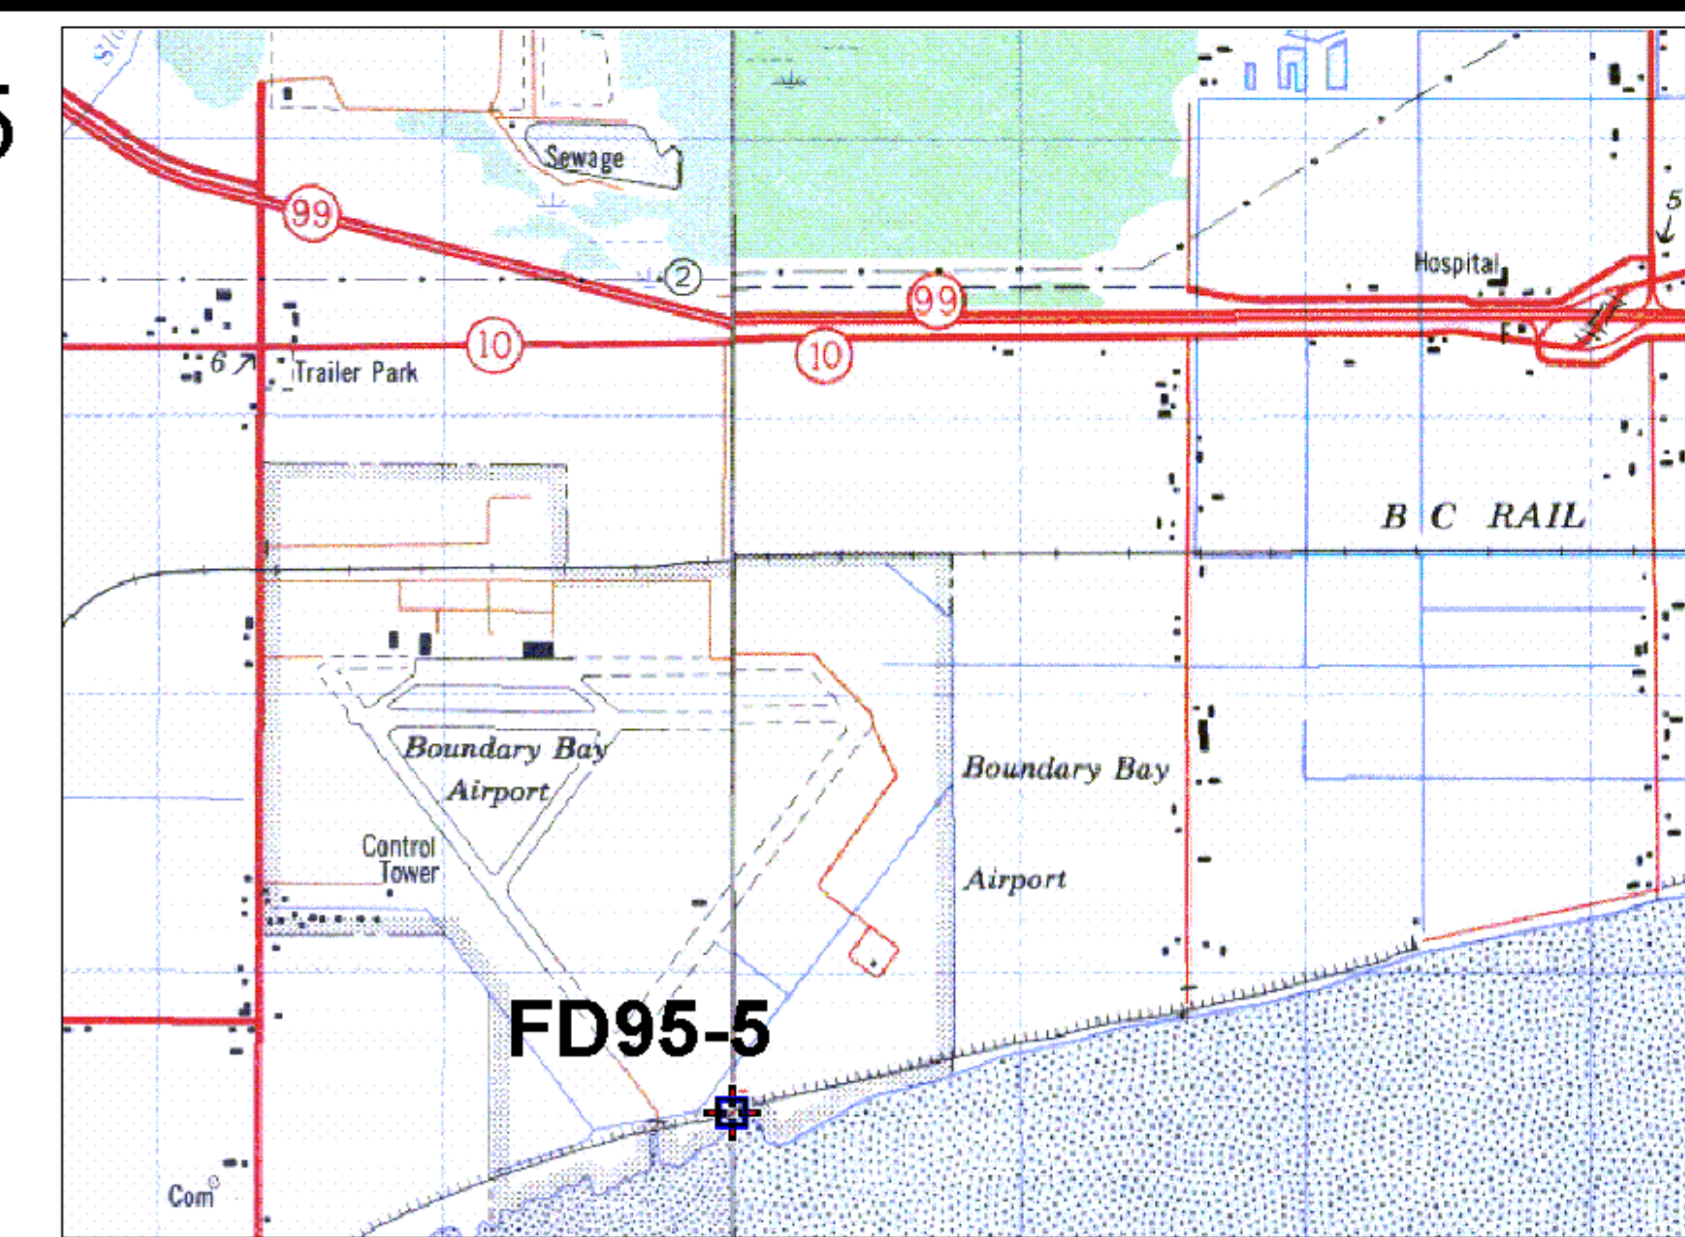 5
Slo
Sewage
99
2
99
5
Hospital
10
10
6
Trailer Park
B C RAIL
Boundary Bay
Airport
Boundary Bay
Airport
Control
Tower
FD95-5
Com